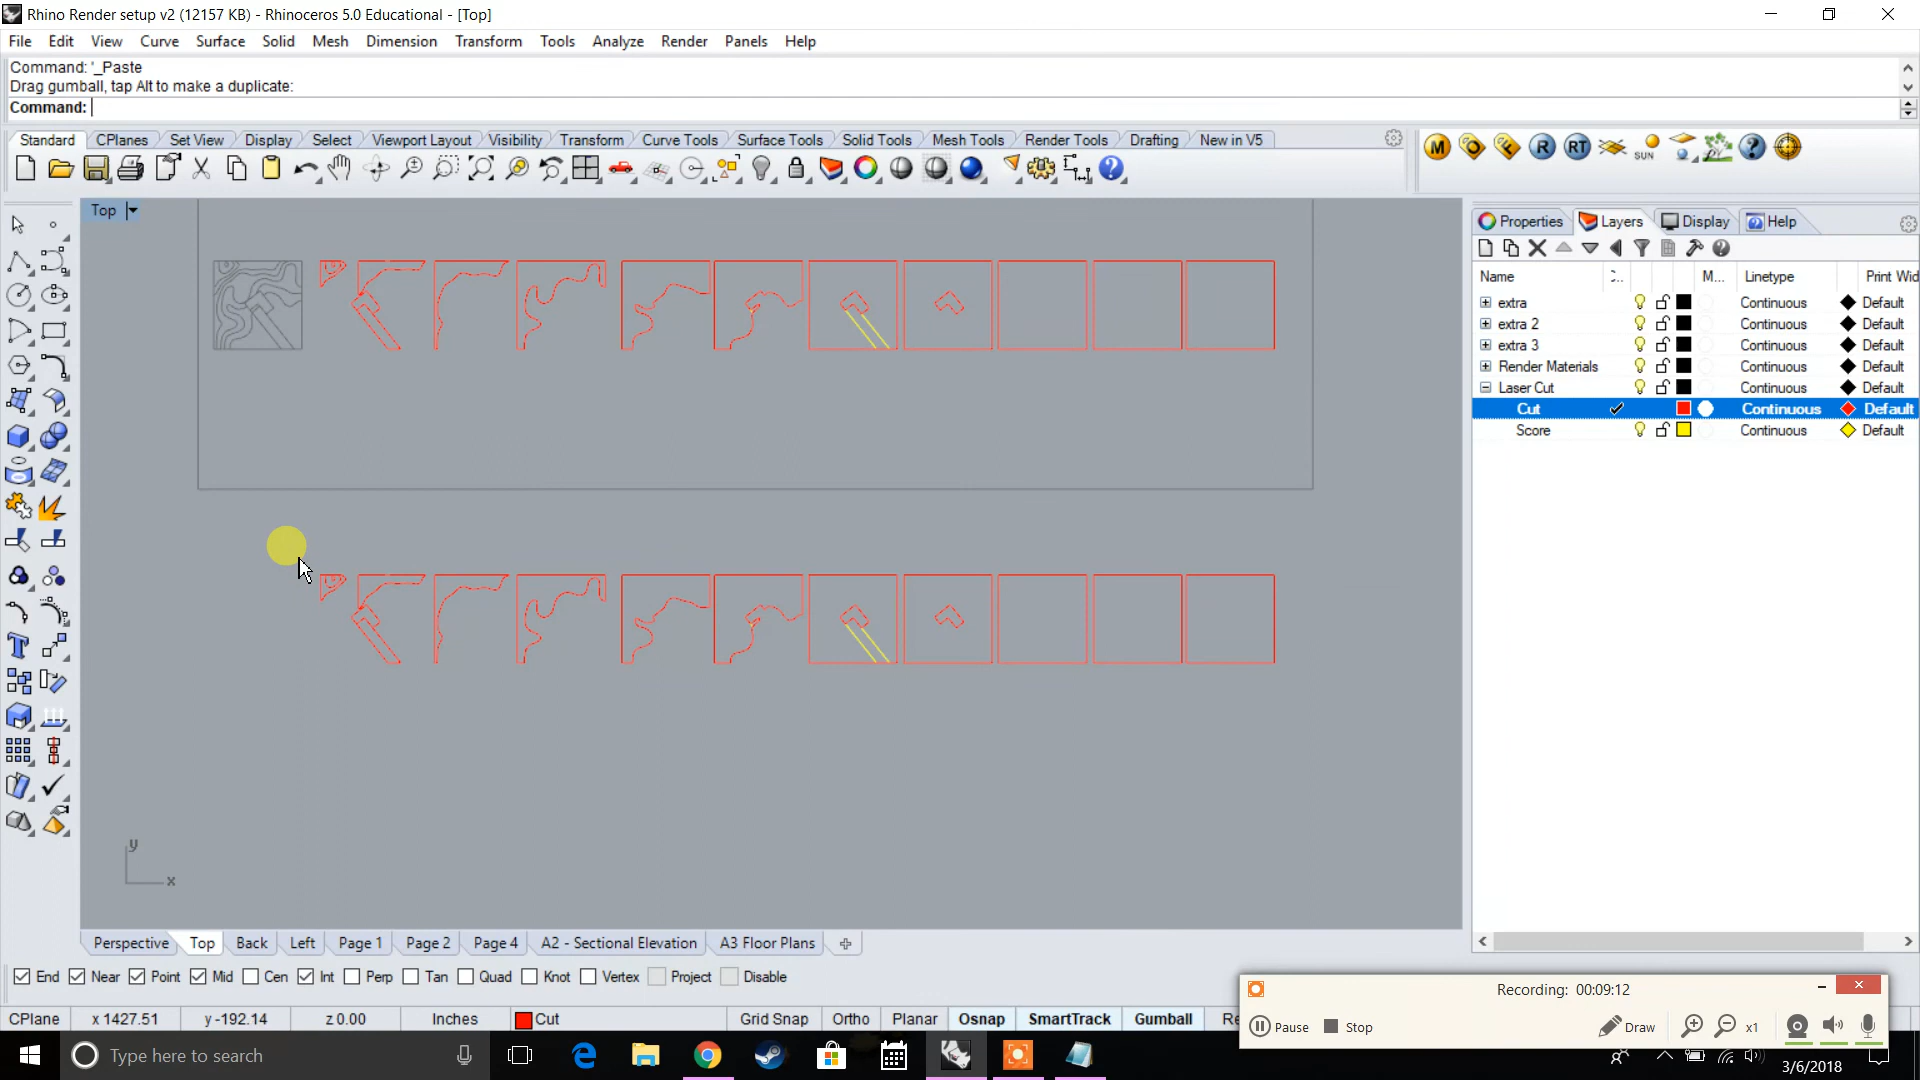 Rhino Render setup v2 (12157 KB) - Rhinoceros 5.0 Educational - [Top]
File Edit View Curve Surface Solid Mesh Dimension Transform Tools Analyze Render Panels Help
Command: '_Paste
Drag gumball, tap Alt to make a duplicate:
Command:
Standard CPlanes Set View Display Select Viewport Layout Visibility Transform Curve Tools Surface Tools Solid Tools Mesh Tools Render Tools Drafting New in V5
M O F R RT SUN ?
Top
Properties Layers Display Help
Name M... Linetype Print Wid
extra Continuous Default
extra 2 Continuous Default
extra 3 Continuous Default
Render Materials Continuous Default
Laser Cut Continuous Default
Cut Continuous Default
Score Continuous Default
y
x
Perspective Top Back Left Page 1 Page 2 Page 4 A2 - Sectional Elevation A3 Floor Plans
End Near Point Mid Cen Int Perp Tan Quad Knot Vertex Project Disable
CPlane x 1427.51 y -192.14 z 0.00 Inches Cut Grid Snap Ortho Planar Osnap SmartTrack Gumball Re
Recording: 00:09:12
Pause Stop Draw x1
Type here to search
3/6/2018